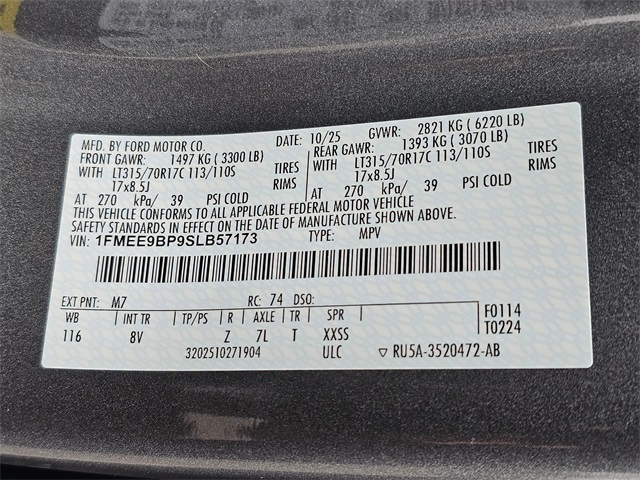 MFD. BY FORD MOTOR CO.
DATE: 10/25 GVWR: 2821 KG ( 6220 LB)
FRONT GAWR: 1497 KG ( 3300 LB)
REAR GAWR: 1393 KG ( 3070 LB)
WITH LT315/70R17C 113/110S TIRES
WITH LT315/70R17C 113/110S TIRES
17x8.5J RIMS
17x8.5J RIMS
AT 270 kPa/ 39 PSI COLD
AT 270 kPa/ 39 PSI COLD
THIS VEHICLE CONFORMS TO ALL APPLICABLE FEDERAL MOTOR VEHICLE
SAFETY STANDARDS IN EFFECT ON THE DATE OF MANUFACTURE SHOWN ABOVE.
VIN: 1FMEE9BP9SLB57173 TYPE: MPV
EXT PNT: M7 RC: 74 DSO:
WB INT TR TP/PS R AXLE TR SPR
116 8V Z 7L T XXSS
F0114
T0224
3202510271904 ULC ▽ RU5A-3520472-AB